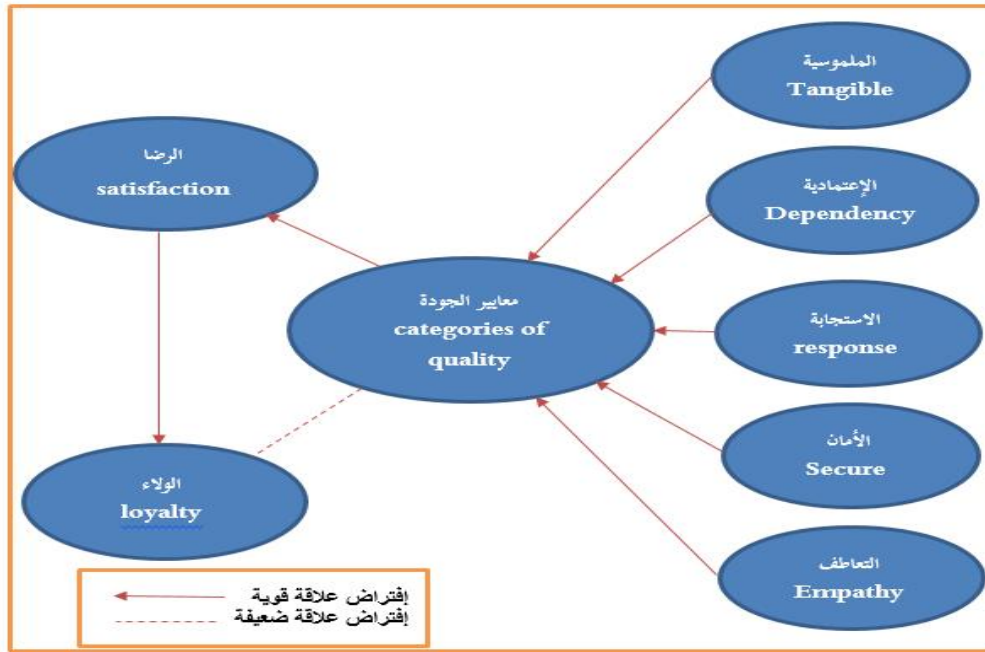 الملموسية
Tangible
الرضا
satisfaction
الإعتمادية
Dependency
معايير الجودة
categories of
quality
الاستجابة
response
الأمان
Secure
الولاء
loyalty
التعاطف
Empathy
إفتراض علاقة قوية
إفتراض علاقة ضعيفة